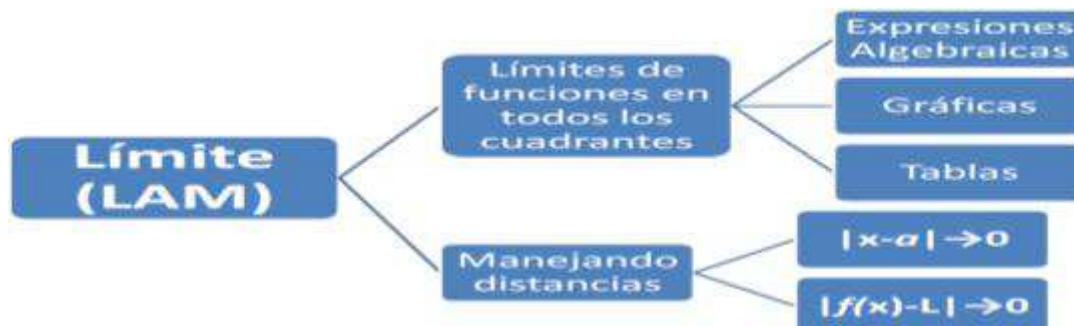 Límite
(LAM)
Límites de
funciones en
todos los
cuadrantes
Expresiones
Algebraicas
Gráficas
Tablas
Manejando
distancias
|x-a|→0
|f(x)-L|→0